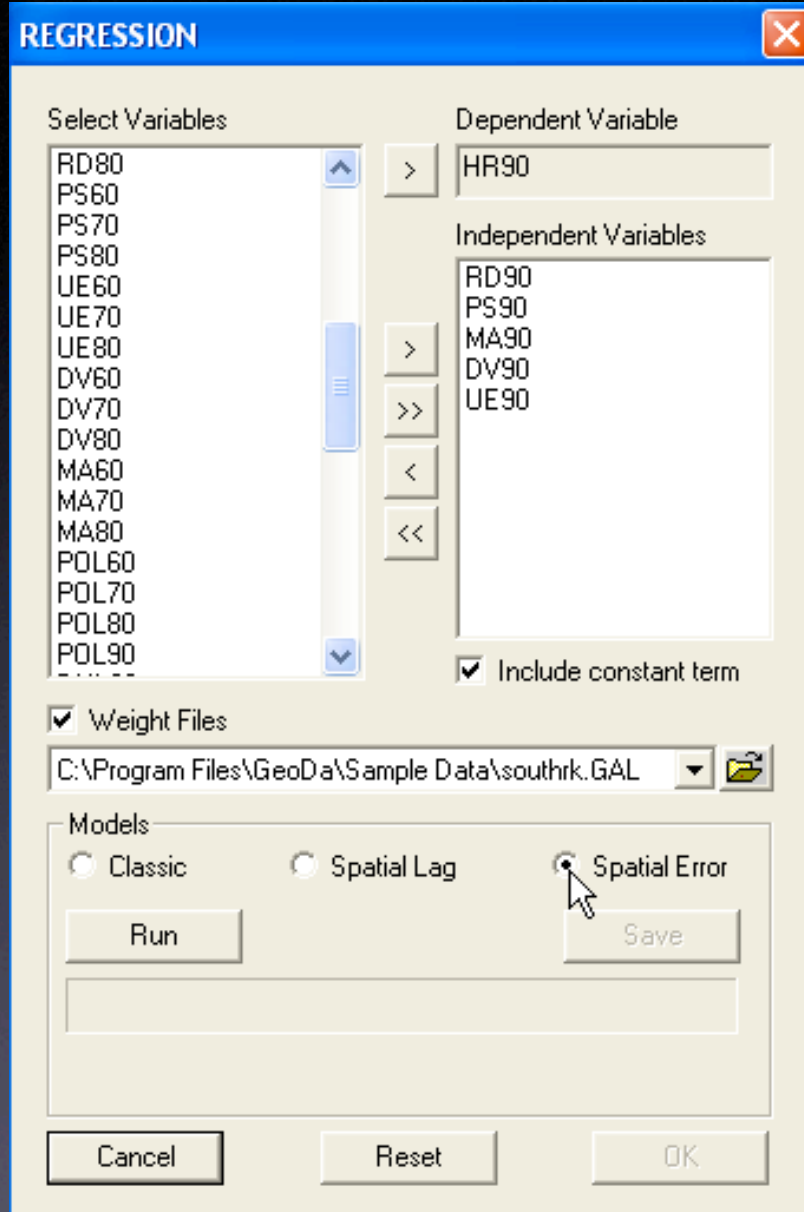 REGRESSION
Select Variables
RD80
PS60
PS70
PS80
UE60
UE70
UE80
DV60
DV70
DV80
MA60
MA70
MA80
POL60
POL70
POL80
POL90
>
Dependent Variable
HR90
>
>>
<
<<
Independent Variables
RD90
PS90
MA90
DV90
UE90
Include constant term
Weight Files
C:\Program Files\GeoDa\Sample Data\southrk.GAL
Models
Classic
Spatial Lag
Spatial Error
Run
Save
Cancel
Reset
OK